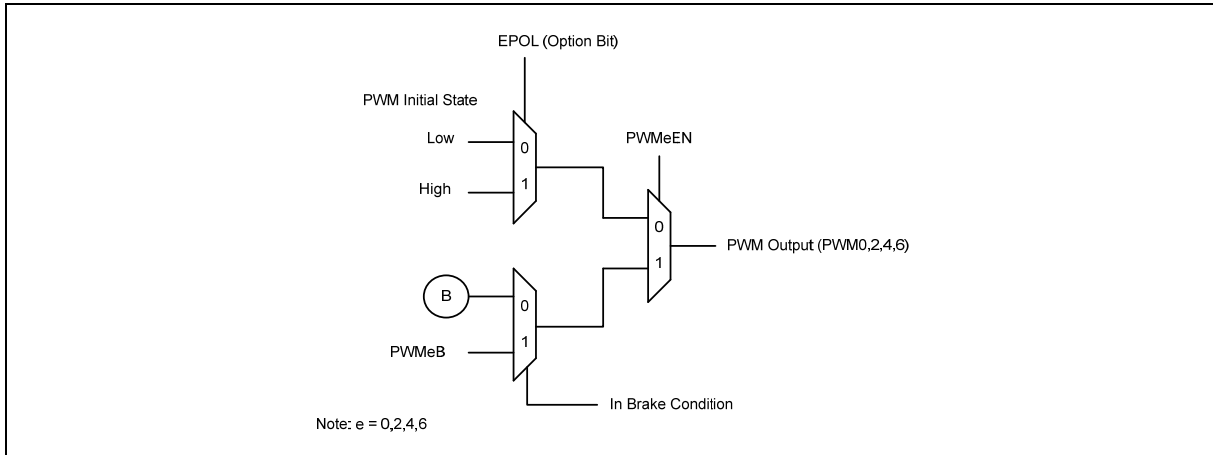 EPOL (Option Bit)
PWM Initial State
Low
0
High
1
PWMeEN
0
1
PWM Output (PWM0,2,4,6)
B
0
1
PWMeB
In Brake Condition
Note: e = 0,2,4,6